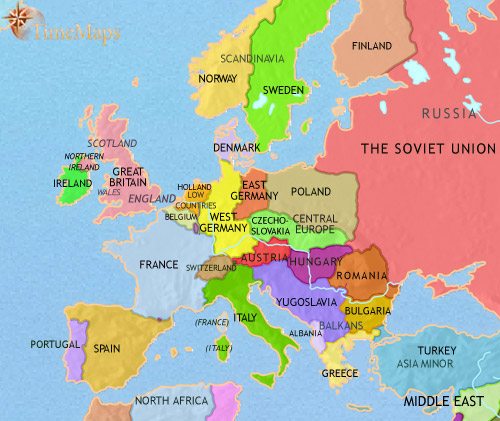 TimeMaps
SCANDINAVIA
NORWAY
SWEDEN
FINLAND
RUSSIA
THE SOVIET UNION
SCOTLAND
NORTHERN
IRELAND
IRELAND
GREAT
BRITAIN
WALES
ENGLAND
DENMARK
HOLLAND
LOW
COUNTRIES
BELGIUM
EAST
GERMANY
WEST
GERMANY
POLAND
CZECHO-
SLOVAKIA
CENTRAL
EUROPE
FRANCE
SWITZERLAND
AUSTRIA
HUNGARY
ROMANIA
YUGOSLAVIA
BULGARIA
BALKANS
ALBANIA
ITALY
(FRANCE)
(ITALY)
PORTUGAL
SPAIN
GREECE
TURKEY
ASIA MINOR
MIDDLE EAST
NORTH AFRICA